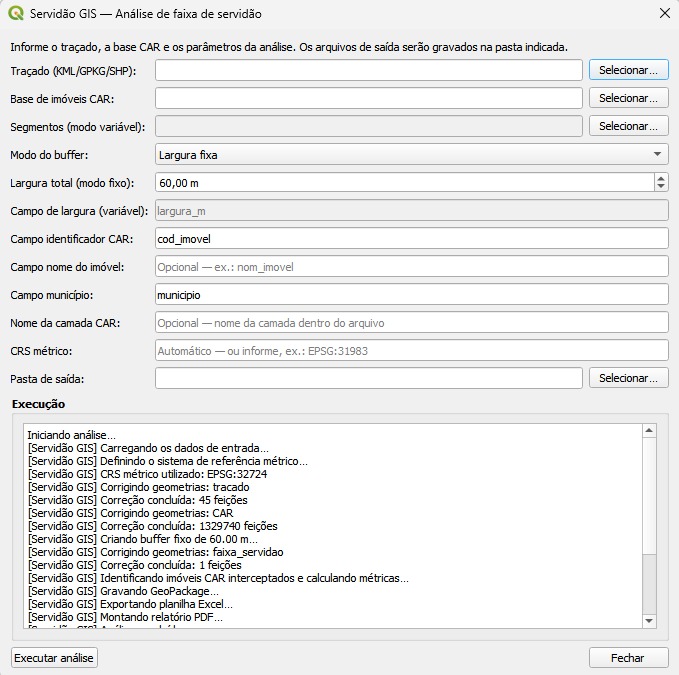 Servidão GIS — Análise de faixa de servidão
Informe o traçado, a base CAR e os parâmetros da análise. Os arquivos de saída serão gravados na pasta indicada.
Traçado (KML/GPKG/SHP): Selecionar...
Base de imóveis CAR: Selecionar...
Segmentos (modo variável): Selecionar...
Modo do buffer: Largura fixa
Largura total (modo fixo): 60,00 m
Campo de largura (variável): largura_m
Campo identificador CAR: cod_imovel
Campo nome do imóvel: Opcional — ex.: nom_imovel
Campo município: municipio
Nome da camada CAR: Opcional — nome da camada dentro do arquivo
CRS métrico: Automático — ou informe, ex.: EPSG:31983
Pasta de saída: Selecionar...
Execução
Iniciando análise...
[Servidão GIS] Carregando os dados de entrada...
[Servidão GIS] Definindo o sistema de referência métrico...
[Servidão GIS] CRS métrico utilizado: EPSG:32724
[Servidão GIS] Corrigindo geometrias: tracado
[Servidão GIS] Correção concluída: 45 feições
[Servidão GIS] Corrigindo geometrias: CAR
[Servidão GIS] Correção concluída: 1329740 feições
[Servidão GIS] Criando buffer fixo de 60.00 m...
[Servidão GIS] Corrigindo geometrias: faixa_servidao
[Servidão GIS] Correção concluída: 1 feições
[Servidão GIS] Identificando imóveis CAR interceptados e calculando métricas...
[Servidão GIS] Gravando GeoPackage...
[Servidão GIS] Exportando planilha Excel...
[Servidão GIS] Montando relatório PDF...
Executar análise Fechar